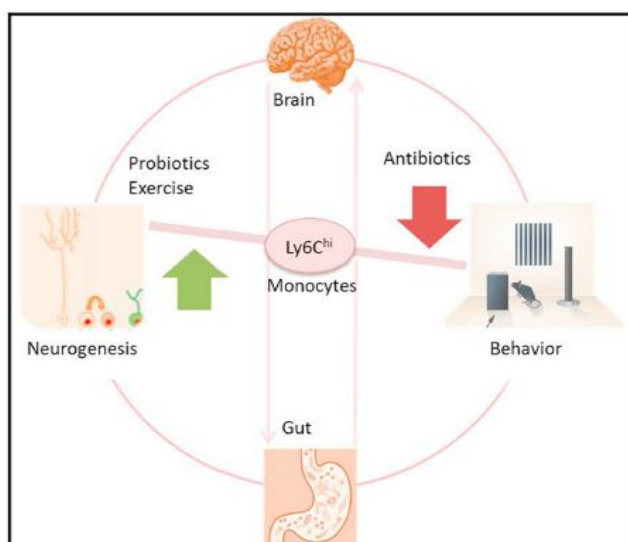 Brain
Probiotics
Exercise
Antibiotics
Ly6Chi
Monocytes
Neurogenesis
Behavior
Gut